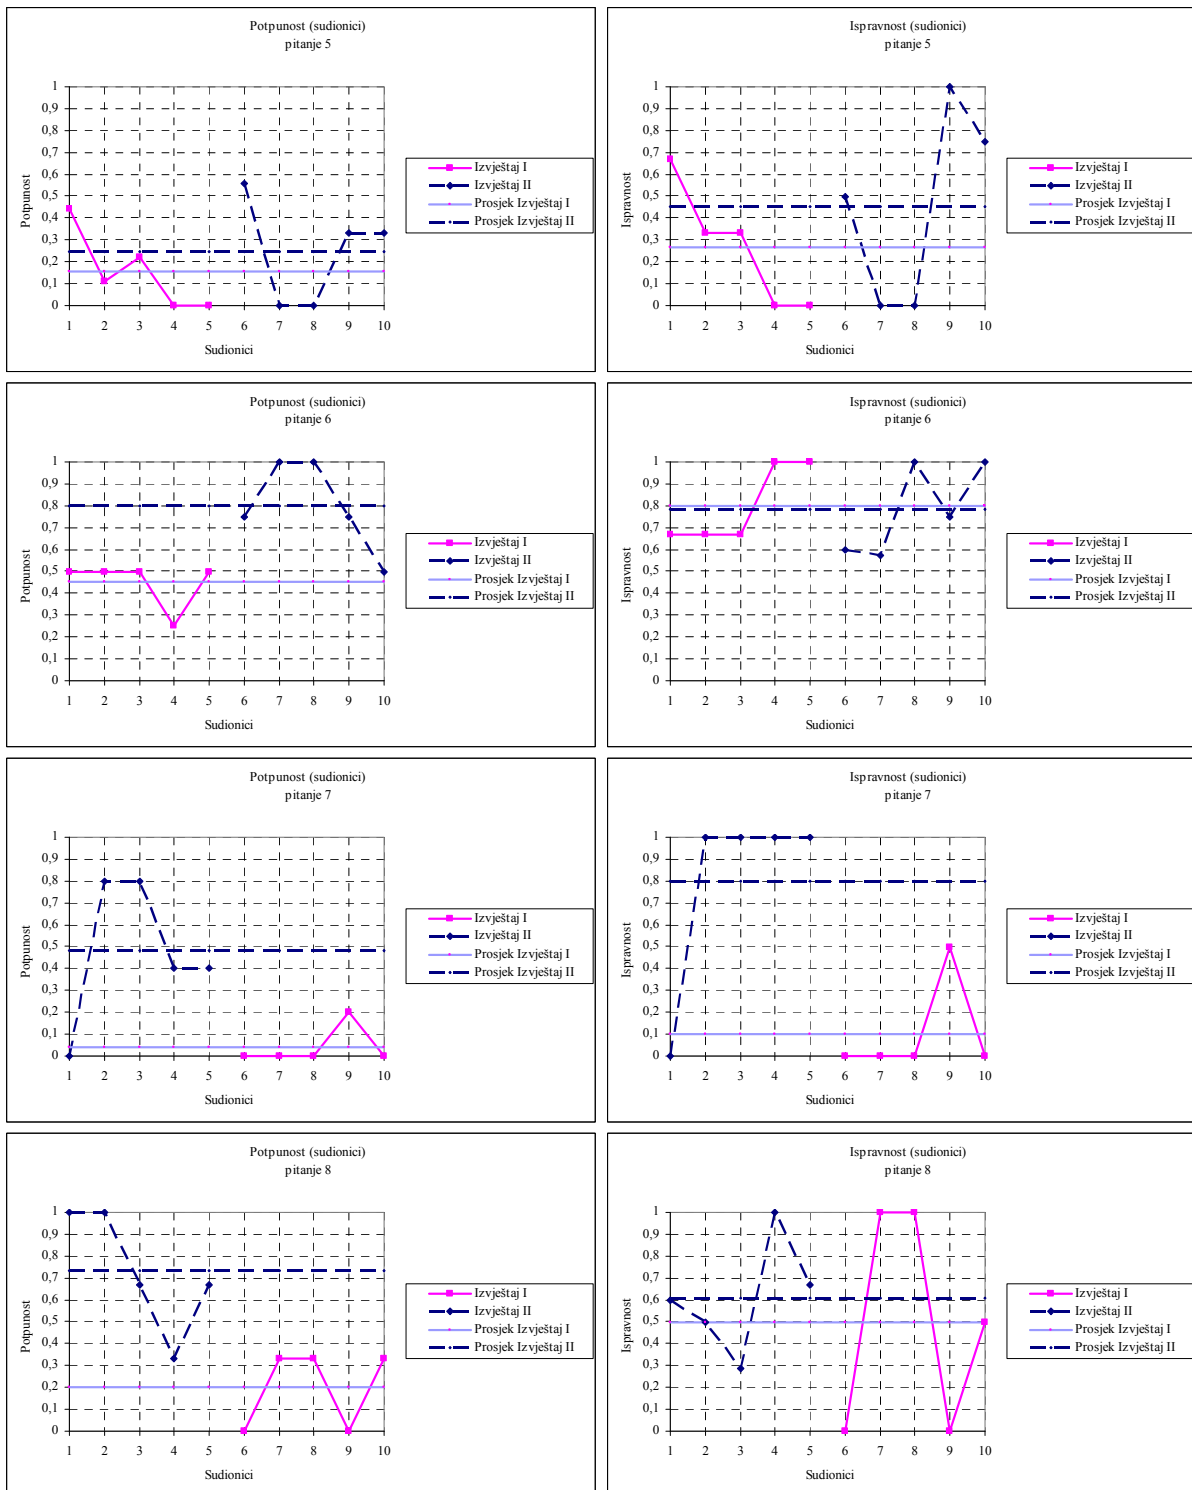 Potpunost (sudionici)
pitanje 5
Potpunost
1
0,9
0,8
0,7
0,6
0,5
0,4
0,3
0,2
0,1
0
1 2 3 4 5 6 7 8 9 10
Sudionici
Izvještaj I
Izvještaj II
Prosjek Izvještaj I
Prosjek Izvještaj II
Ispravnost (sudionici)
pitanje 5
Ispravnost
1
0,9
0,8
0,7
0,6
0,5
0,4
0,3
0,2
0,1
0
1 2 3 4 5 6 7 8 9 10
Sudionici
Izvještaj I
Izvještaj II
Prosjek Izvještaj I
Prosjek Izvještaj II
Potpunost (sudionici)
pitanje 6
Potpunost
1
0,9
0,8
0,7
0,6
0,5
0,4
0,3
0,2
0,1
0
1 2 3 4 5 6 7 8 9 10
Sudionici
Izvještaj I
Izvještaj II
Prosjek Izvještaj I
Prosjek Izvještaj II
Ispravnost (sudionici)
pitanje 6
Ispravnost
1
0,9
0,8
0,7
0,6
0,5
0,4
0,3
0,2
0,1
0
1 2 3 4 5 6 7 8 9 10
Sudionici
Izvještaj I
Izvještaj II
Prosjek Izvještaj I
Prosjek Izvještaj II
Potpunost (sudionici)
pitanje 7
Potpunost
1
0,9
0,8
0,7
0,6
0,5
0,4
0,3
0,2
0,1
0
1 2 3 4 5 6 7 8 9 10
Sudionici
Izvještaj I
Izvještaj II
Prosjek Izvještaj I
Prosjek Izvještaj II
Ispravnost (sudionici)
pitanje 7
Ispravnost
1
0,9
0,8
0,7
0,6
0,5
0,4
0,3
0,2
0,1
0
1 2 3 4 5 6 7 8 9 10
Sudionici
Izvještaj I
Izvještaj II
Prosjek Izvještaj I
Prosjek Izvještaj II
Potpunost (sudionici)
pitanje 8
Potpunost
1
0,9
0,8
0,7
0,6
0,5
0,4
0,3
0,2
0,1
0
1 2 3 4 5 6 7 8 9 10
Sudionici
Izvještaj I
Izvještaj II
Prosjek Izvještaj I
Prosjek Izvještaj II
Ispravnost (sudionici)
pitanje 8
Ispravnost
1
0,9
0,8
0,7
0,6
0,5
0,4
0,3
0,2
0,1
0
1 2 3 4 5 6 7 8 9 10
Sudionici
Izvještaj I
Izvještaj II
Prosjek Izvještaj I
Prosjek Izvještaj II